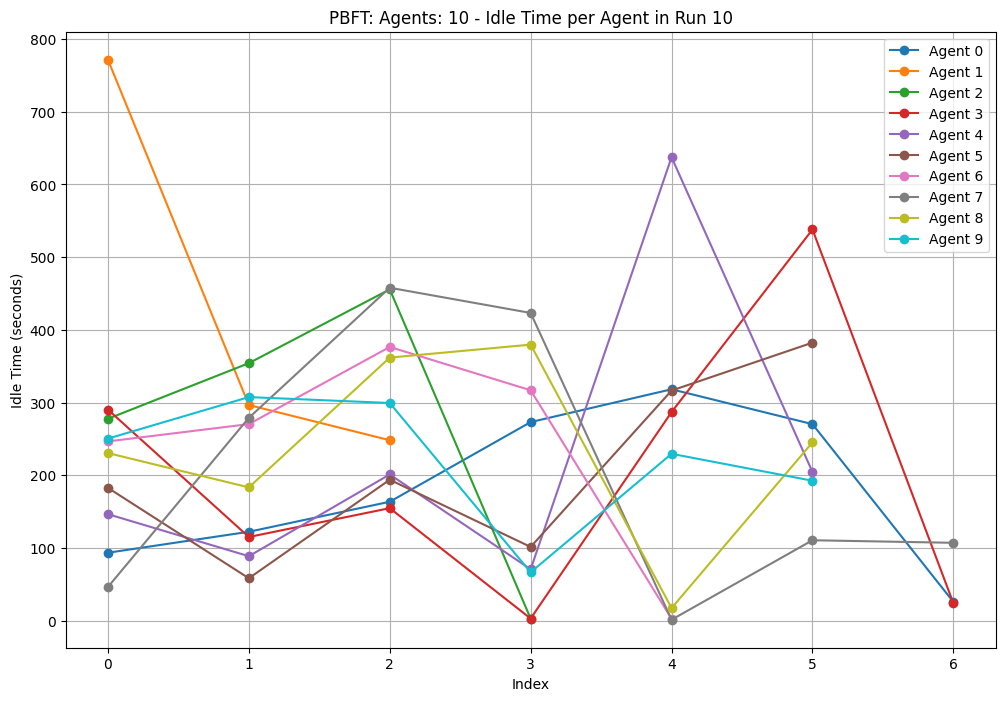 PBFT: Agents: 10 - Idle Time per Agent in Run 10
800
700
600
500
400
300
200
100
0
Idle Time (seconds)
0 1 2 3 4 5 6
Index
Agent 0
Agent 1
Agent 2
Agent 3
Agent 4
Agent 5
Agent 6
Agent 7
Agent 8
Agent 9